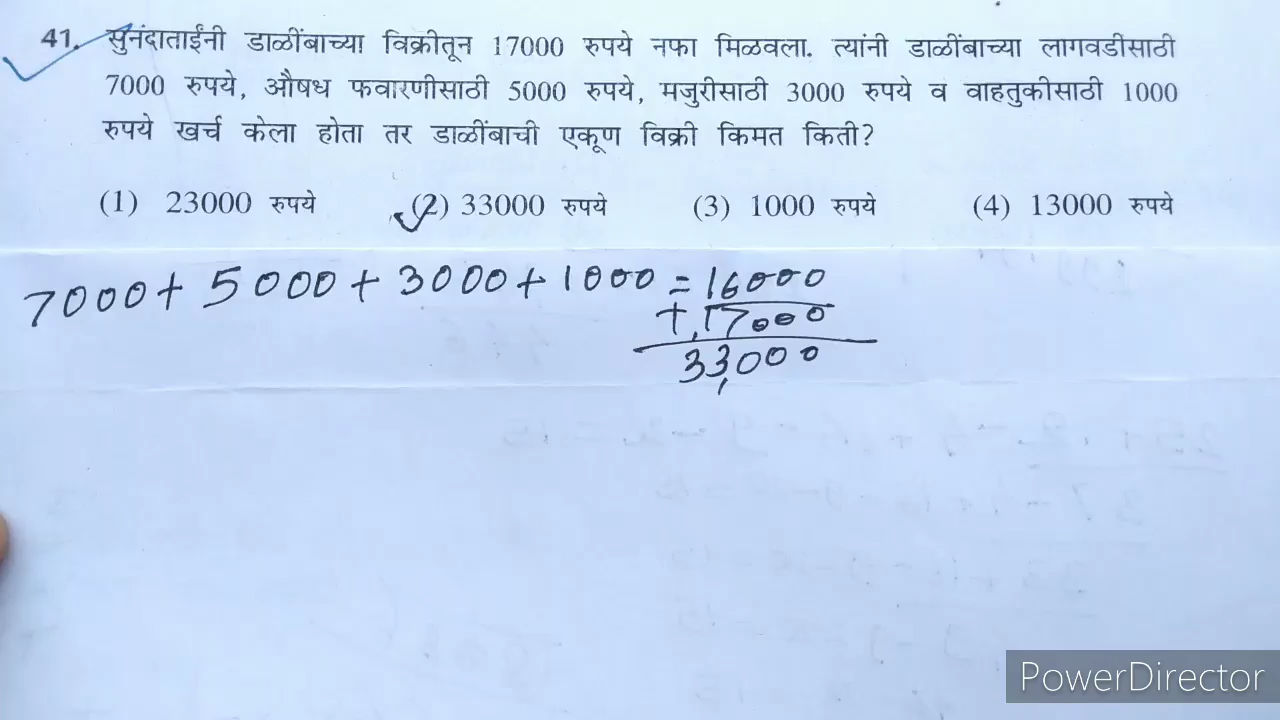 41. सुनंदाताईंनी डाळींबाच्या विक्रीतून 17000 रुपये नफा मिळवला. त्यांनी डाळींबाच्या लागवडीसाठी
7000 रुपये, औषध फवारणीसाठी 5000 रुपये, मजुरीसाठी 3000 रुपये व वाहतुकीसाठी 1000
रुपये खर्च केला होता तर डाळींबाची एकूण विक्री किमत किती?
(1) 23000 रुपये (2) 33000 रुपये (3) 1000 रुपये (4) 13000 रुपये
7000 + 5000 + 3000 + 1000 = 16000
+ 17000
33,000
PowerDirector